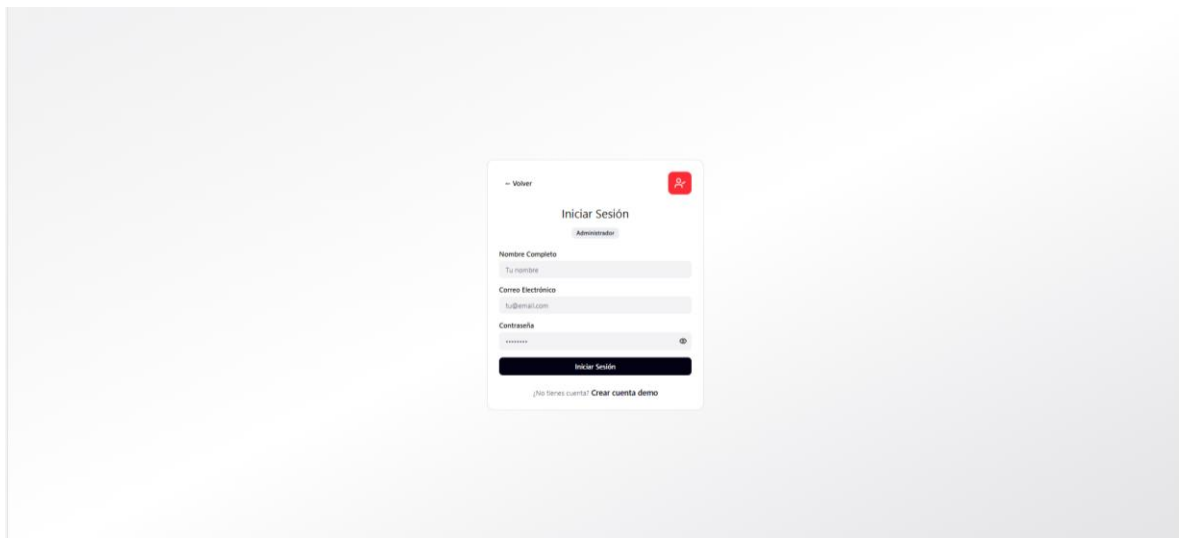 ← Volver
Iniciar Sesión
Administrador
Nombre Completo
Tu nombre
Correo Electrónico
tu@email.com
Contraseña
••••••••
Iniciar Sesión
¿No tienes cuenta? Crear cuenta demo